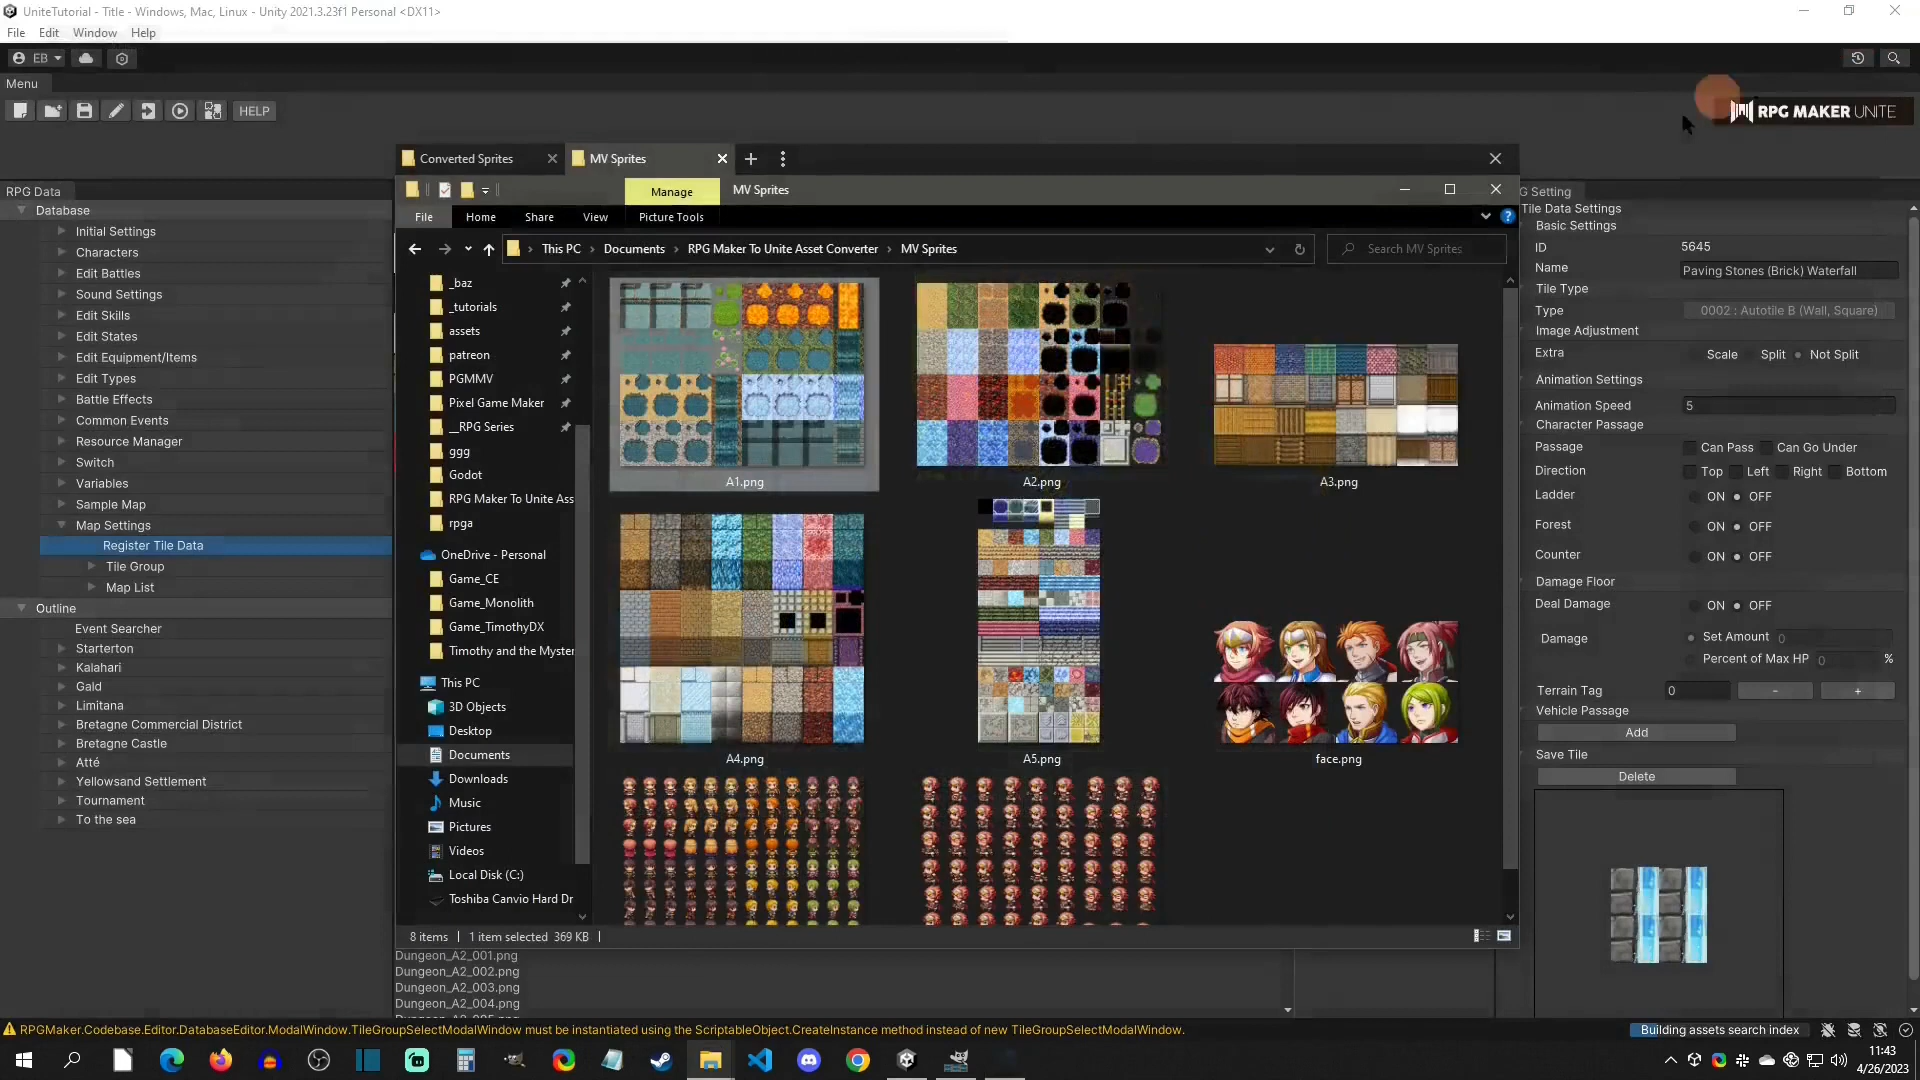 UniteTutorial - Title - Windows, Mac, Linux - Unity 2021.3.23f1 Personal <DX11>
File Edit Window Help
EB
Menu
HELP
RPG MAKER UNITE
Converted Sprites
MV Sprites
Manage
MV Sprites
File Home Share View Picture Tools
This PC > Documents > RPG Maker To Unite Asset Converter > MV Sprites
Search MV Sprites
RPG Data
Database
Initial Settings
Characters
Edit Battles
Sound Settings
Edit Skills
Edit States
Edit Equipment/Items
Edit Types
Battle Effects
Common Events
Resource Manager
Switch
Variables
Sample Map
Map Settings
Register Tile Data
Tile Group
Map List
Outline
Event Searcher
Starterton
Kalahari
Gald
Limitana
Bretagne Commercial District
Bretagne Castle
Atté
Yellowsand Settlement
Tournament
To the sea
_baz
_tutorials
assets
patreon
PGMMV
Pixel Game Maker
__RPG Series
ggg
Godot
RPG Maker To Unite Ass
rpga
OneDrive - Personal
Game_CE
Game_Monolith
Game_TimothyDX
Timothy and the Myster
This PC
3D Objects
Desktop
Documents
Downloads
Music
Pictures
Videos
Local Disk (C:)
Toshiba Canvio Hard Dr
A1.png
A2.png
A3.png
A4.png
A5.png
face.png
8 items 1 item selected 369 KB
Dungeon_A2_001.png
Dungeon_A2_002.png
Dungeon_A2_003.png
Dungeon_A2_004.png
G Setting
Tile Data Settings
Basic Settings
ID 5645
Name Paving Stones (Brick) Waterfall
Tile Type
Type 0002 : Autotile B (Wall, Square)
Image Adjustment
Extra Scale Split Not Split
Animation Settings
Animation Speed 5
Character Passage
Passage Can Pass Can Go Under
Direction Top Left Right Bottom
Ladder ON OFF
Forest ON OFF
Counter ON OFF
Damage Floor
Deal Damage ON OFF
Damage Set Amount 0
Percent of Max HP 0 %
Terrain Tag 0 - +
Vehicle Passage
Add
Save Tile
Delete
RPGMaker.Codebase.Editor.DatabaseEditor.ModalWindow.TileGroupSelectModalWindow must be instantiated using the ScriptableObject.CreateInstance method instead of new TileGroupSelectModalWindow.
Building assets search index
11:43
4/26/2023